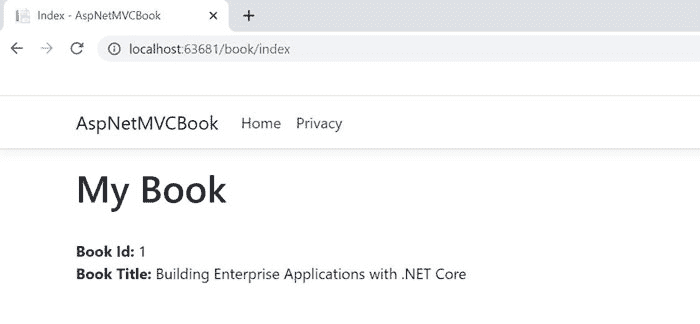 Index - AspNetMVCBook
localhost:63681/book/index
AspNetMVCBook Home Privacy
My Book
Book Id: 1
Book Title: Building Enterprise Applications with .NET Core